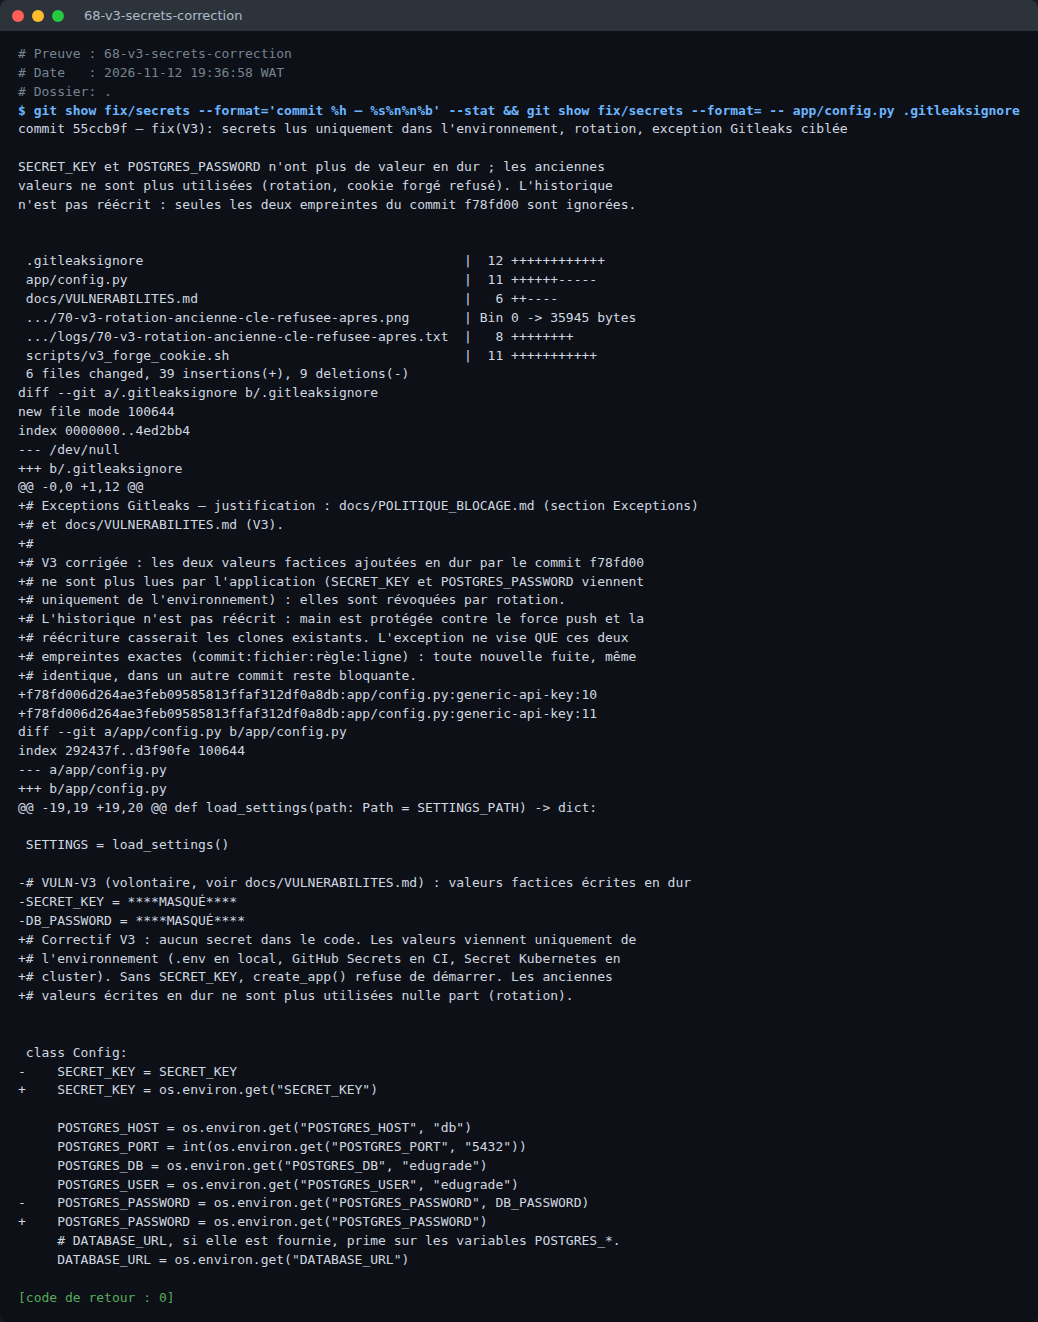 68-v3-secrets-correction
# Preuve : 68-v3-secrets-correction
# Date   : 2026-11-12 19:36:58 WAT
# Dossier: .
$ git show fix/secrets --format='commit %h — %s%n%n%b' --stat && git show fix/secrets --format= -- app/config.py .gitleaksignore
commit 55ccb9f — fix(V3): secrets lus uniquement dans l'environnement, rotation, exception Gitleaks ciblée

SECRET_KEY et POSTGRES_PASSWORD n'ont plus de valeur en dur ; les anciennes
valeurs ne sont plus utilisées (rotation, cookie forgé refusé). L'historique
n'est pas réécrit : seules les deux empreintes du commit f78fd00 sont ignorées.

 .gitleaksignore                                         |  12 ++++++++++++
 app/config.py                                           |  11 ++++++-----
 docs/VULNERABILITES.md                                  |   6 ++----
 .../70-v3-rotation-ancienne-cle-refusee-apres.png       | Bin 0 -> 35945 bytes
 .../logs/70-v3-rotation-ancienne-cle-refusee-apres.txt  |   8 ++++++++
 scripts/v3_forge_cookie.sh                              |  11 +++++++++++
 6 files changed, 39 insertions(+), 9 deletions(-)
diff --git a/.gitleaksignore b/.gitleaksignore
new file mode 100644
index 0000000..4ed2bb4
--- /dev/null
+++ b/.gitleaksignore
@@ -0,0 +1,12 @@
+# Exceptions Gitleaks — justification : docs/POLITIQUE_BLOCAGE.md (section Exceptions)
+# et docs/VULNERABILITES.md (V3).
+#
+# V3 corrigée : les deux valeurs factices ajoutées en dur par le commit f78fd00
+# ne sont plus lues par l'application (SECRET_KEY et POSTGRES_PASSWORD viennent
+# uniquement de l'environnement) : elles sont révoquées par rotation.
+# L'historique n'est pas réécrit : main est protégée contre le force push et la
+# réécriture casserait les clones existants. L'exception ne vise QUE ces deux
+# empreintes exactes (commit:fichier:règle:ligne) : toute nouvelle fuite, même
+# identique, dans un autre commit reste bloquante.
+f78fd006d264ae3feb09585813ffaf312df0a8db:app/config.py:generic-api-key:10
+f78fd006d264ae3feb09585813ffaf312df0a8db:app/config.py:generic-api-key:11
diff --git a/app/config.py b/app/config.py
index 292437f..d3f90fe 100644
--- a/app/config.py
+++ b/app/config.py
@@ -19,19 +19,20 @@ def load_settings(path: Path = SETTINGS_PATH) -> dict:

 SETTINGS = load_settings()

-# VULN-V3 (volontaire, voir docs/VULNERABILITES.md) : valeurs factices écrites en dur
-SECRET_KEY = ****MASQUÉ****
-DB_PASSWORD = ****MASQUÉ****
+# Correctif V3 : aucun secret dans le code. Les valeurs viennent uniquement de
+# l'environnement (.env en local, GitHub Secrets en CI, Secret Kubernetes en
+# cluster). Sans SECRET_KEY, create_app() refuse de démarrer. Les anciennes
+# valeurs écrites en dur ne sont plus utilisées nulle part (rotation).

 class Config:
-    SECRET_KEY = SECRET_KEY
+    SECRET_KEY = os.environ.get("SECRET_KEY")

     POSTGRES_HOST = os.environ.get("POSTGRES_HOST", "db")
     POSTGRES_PORT = int(os.environ.get("POSTGRES_PORT", "5432"))
     POSTGRES_DB = os.environ.get("POSTGRES_DB", "edugrade")
     POSTGRES_USER = os.environ.get("POSTGRES_USER", "edugrade")
-    POSTGRES_PASSWORD = os.environ.get("POSTGRES_PASSWORD", DB_PASSWORD)
+    POSTGRES_PASSWORD = os.environ.get("POSTGRES_PASSWORD")
     # DATABASE_URL, si elle est fournie, prime sur les variables POSTGRES_*.
     DATABASE_URL = os.environ.get("DATABASE_URL")

[code de retour : 0]